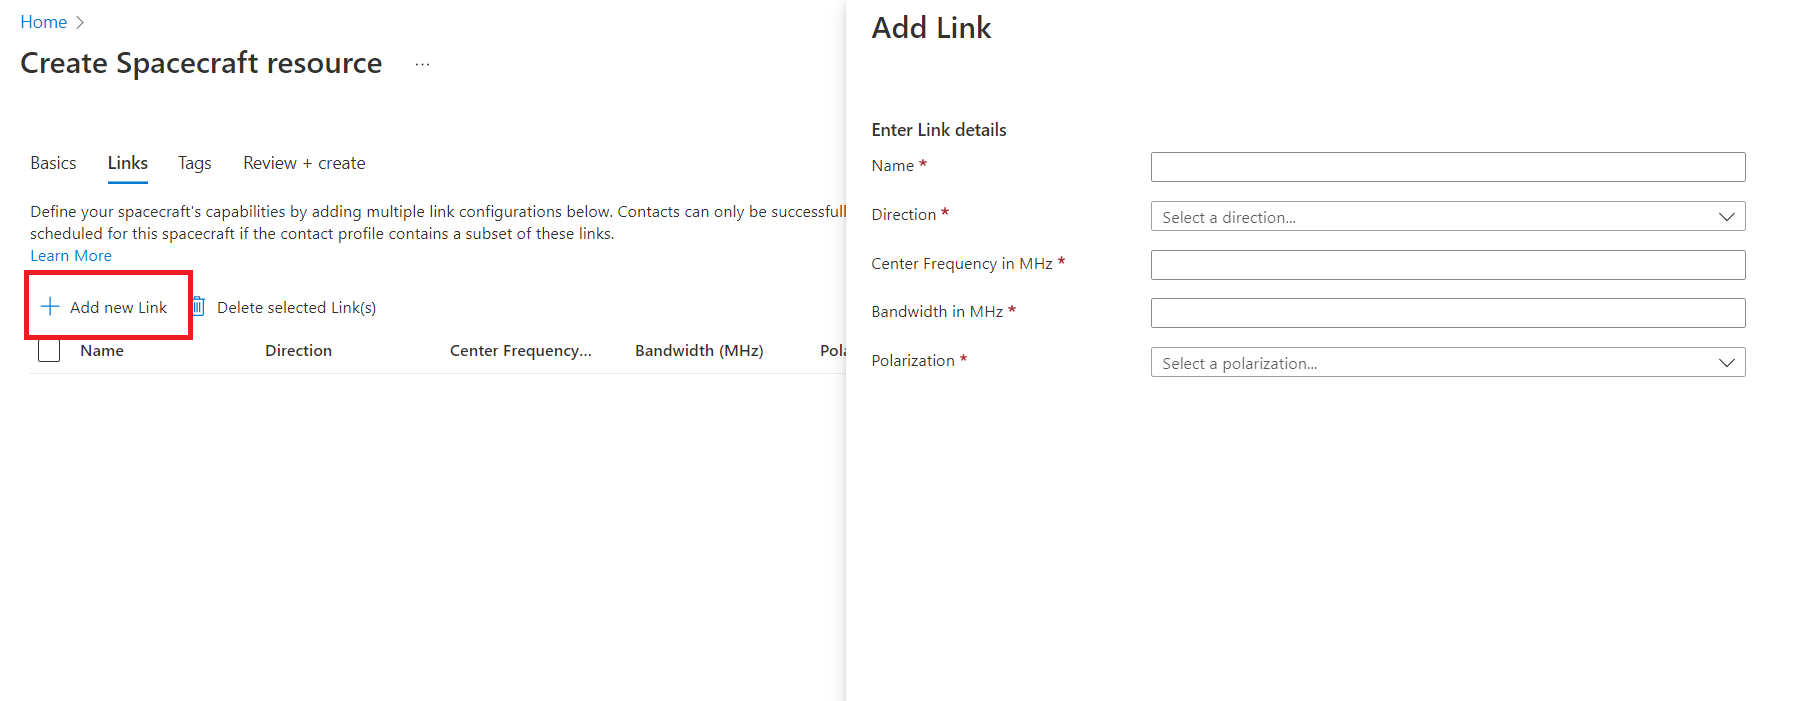 Home
Create Spacecraft resource
Basics Links Tags Review + create
Define your spacecraft's capabilities by adding multiple link configurations below. Contacts can only be
scheduled for this spacecraft if the contact profile contains a subset of these links.
Learn More
Add new Link Delete selected Link(s)
Name Direction Center Frequency... Bandwidth (MHz)
Add Link
Enter Link details
Name *
Direction * Select a direction...
Center Frequency in MHz *
Bandwidth in MHz *
Polarization * Select a polarization...